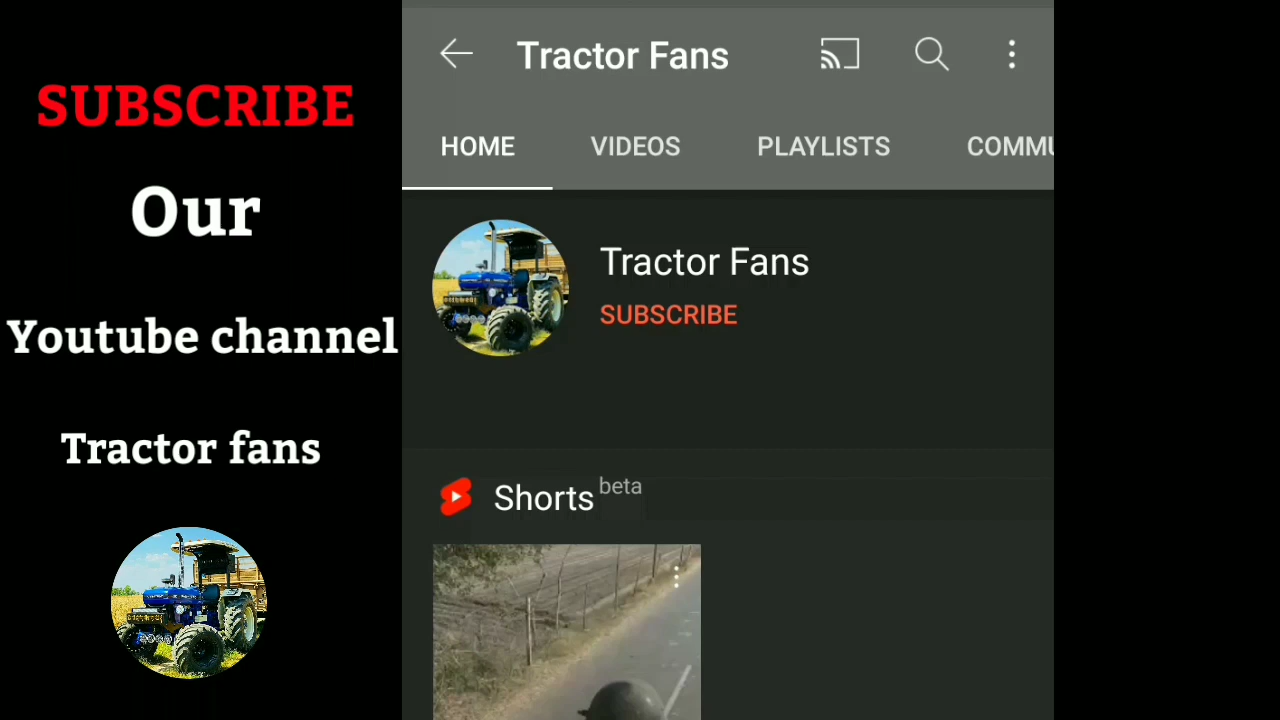 SUBSCRIBE
Our
Youtube channel
Tractor fans
Tractor Fans
HOME VIDEOS PLAYLISTS COMMU
Tractor Fans
SUBSCRIBE
Shorts beta